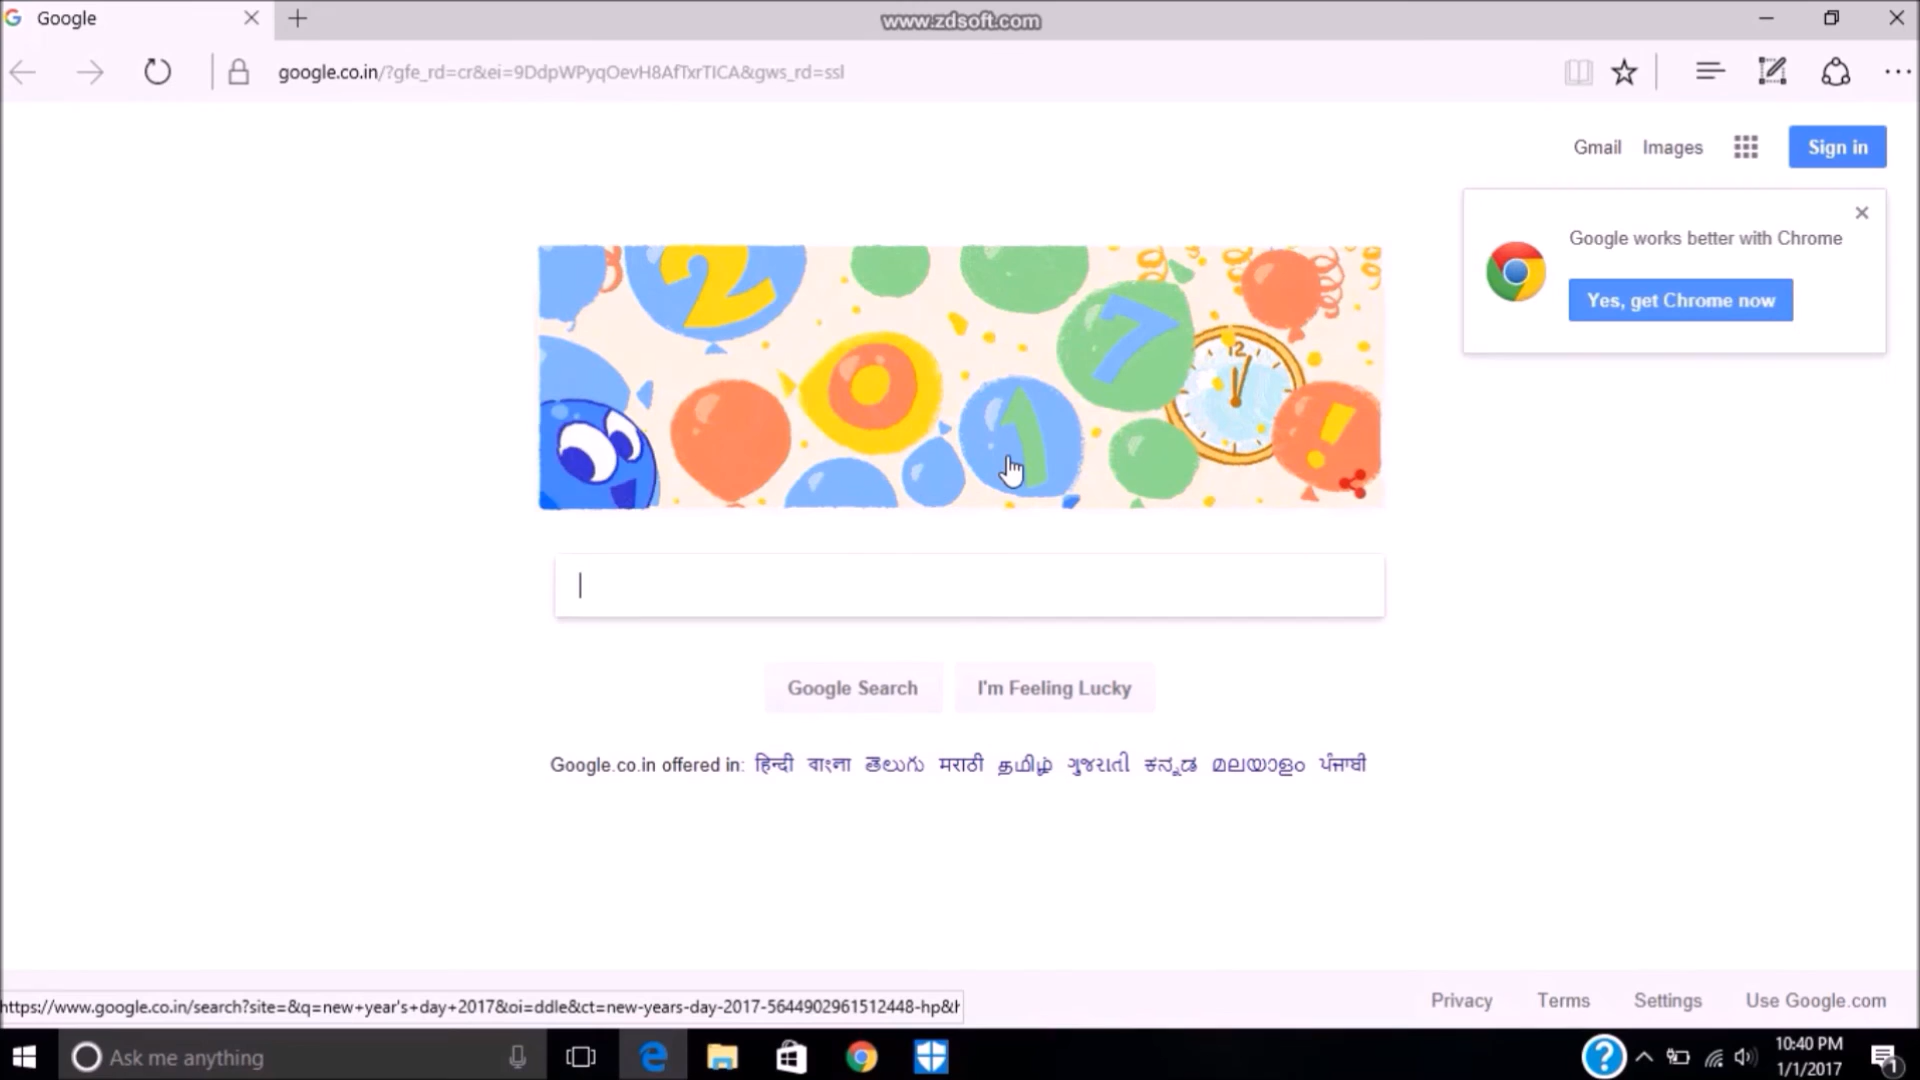 Google
www.zdsoft.com
google.co.in/?gfe_rd=cr&ei=9DdpWPyqOevH8AfTxrTICA&gws_rd=ssl
Gmail Images Sign in
Google works better with Chrome
Yes, get Chrome now
2 0 1 7 !
12
Google Search I'm Feeling Lucky
Google.co.in offered in: हिन्दी বাংলা తెలుగు मराठी தமிழ் ગુજરાતી ಕನ್ನಡ മലയാളം ਪੰਜਾਬੀ
https://www.google.co.in/search?site=&q=new+year's+day+2017&oi=ddle&ct=new-years-day-2017-5644902961512448-hp&h
Privacy Terms Settings Use Google.com
Ask me anything
10:40 PM
1/1/2017
1